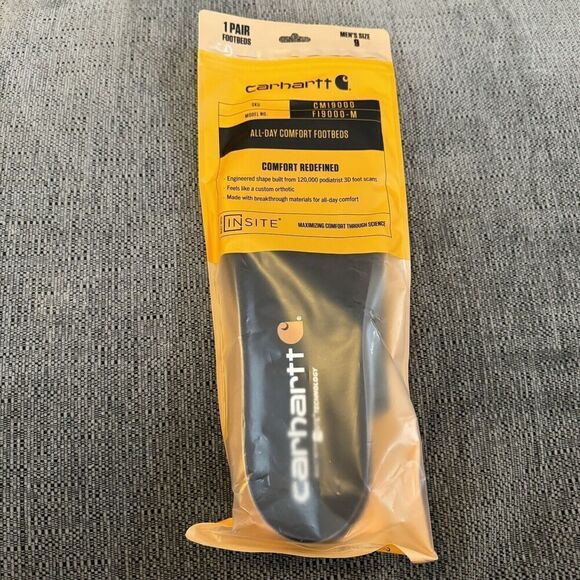 1 PAIR
FOOTBEDS
MEN'S SIZE
9
carhartt
SKU CMI9000
MODEL NO. FI9000-M
ALL-DAY COMFORT FOOTBEDS
COMFORT REDEFINED
· Engineered shape built from 120,000 podiatrist 3D foot scans
· Feels like a custom orthotic
· Made with breakthrough materials for all-day comfort
INSITE®
MAXIMIZING COMFORT THROUGH SCIENCE
carhartt
TECHNOLOGY